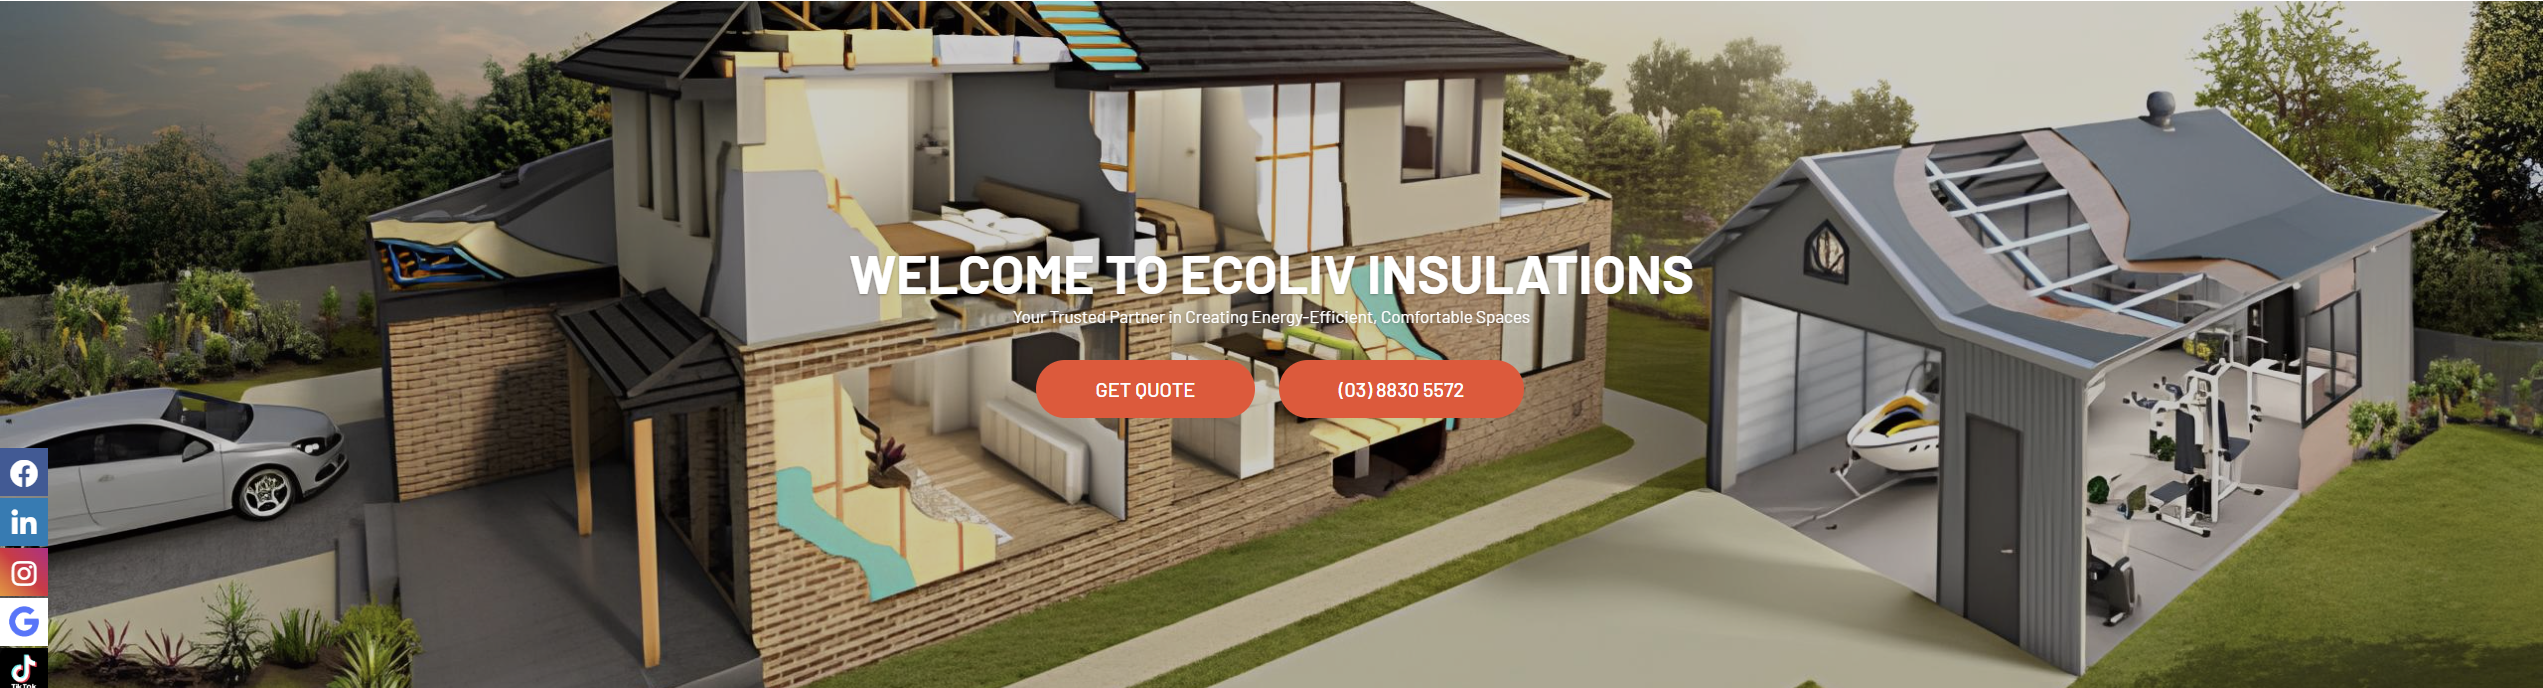 WELCOME TO ECOLIV INSULATIONS
Your Trusted Partner in Creating Energy-Efficient, Comfortable Spaces
GET QUOTE
(03) 8830 5572
TikTok